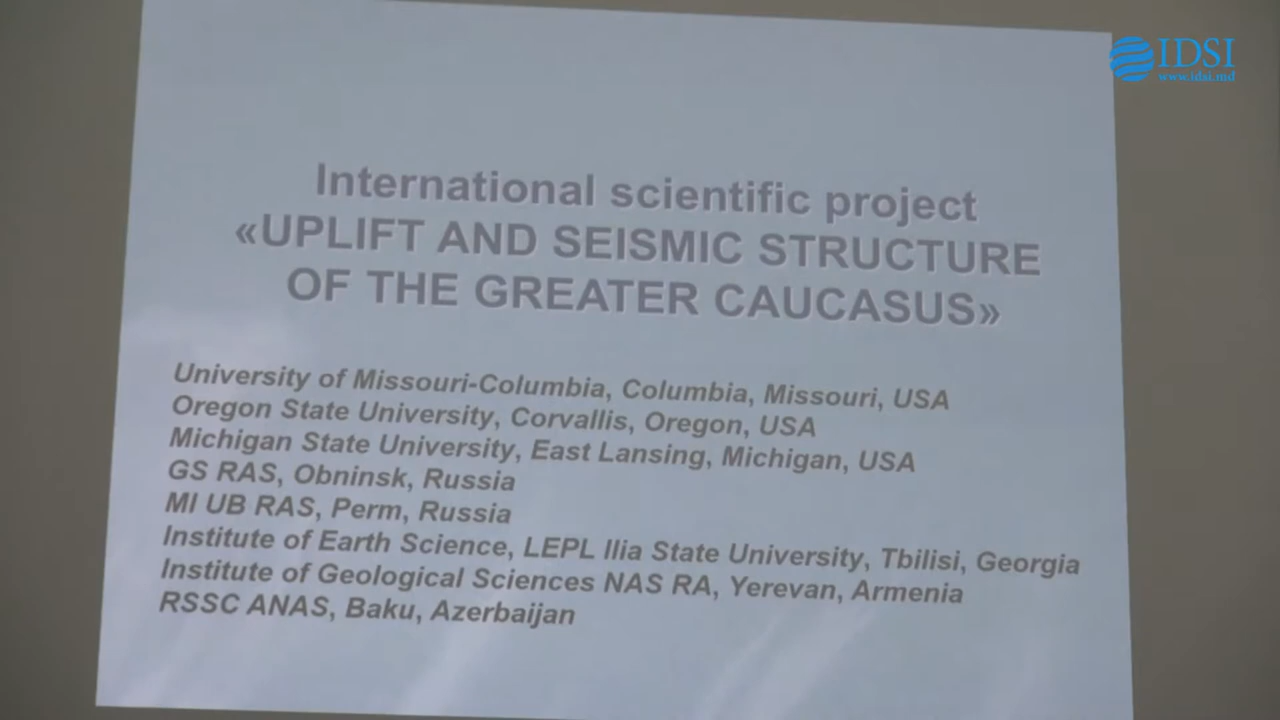 IDSI
www.idsi.md
International scientific project
«UPLIFT AND SEISMIC STRUCTURE
OF THE GREATER CAUCASUS»
University of Missouri-Columbia, Columbia, Missouri, USA
Oregon State University, Corvallis, Oregon, USA
Michigan State University, East Lansing, Michigan, USA
GS RAS, Obninsk, Russia
MI UB RAS, Perm, Russia
Institute of Earth Science, LEPL Ilia State University, Tbilisi, Georgia
Institute of Geological Sciences NAS RA, Yerevan, Armenia
RSSC ANAS, Baku, Azerbaijan